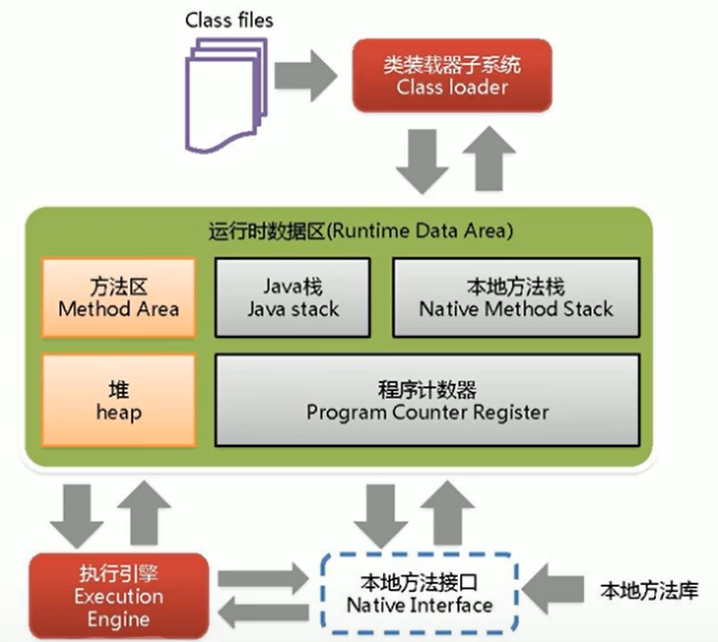 Class files
类装载器子系统
Class loader
运行时数据区(Runtime Data Area)
方法区
Method Area
Java栈
Java stack
本地方法栈
Native Method Stack
堆
heap
程序计数器
Program Counter Register
执行引擎
Execution
Engine
本地方法接口
Native Interface
本地方法库